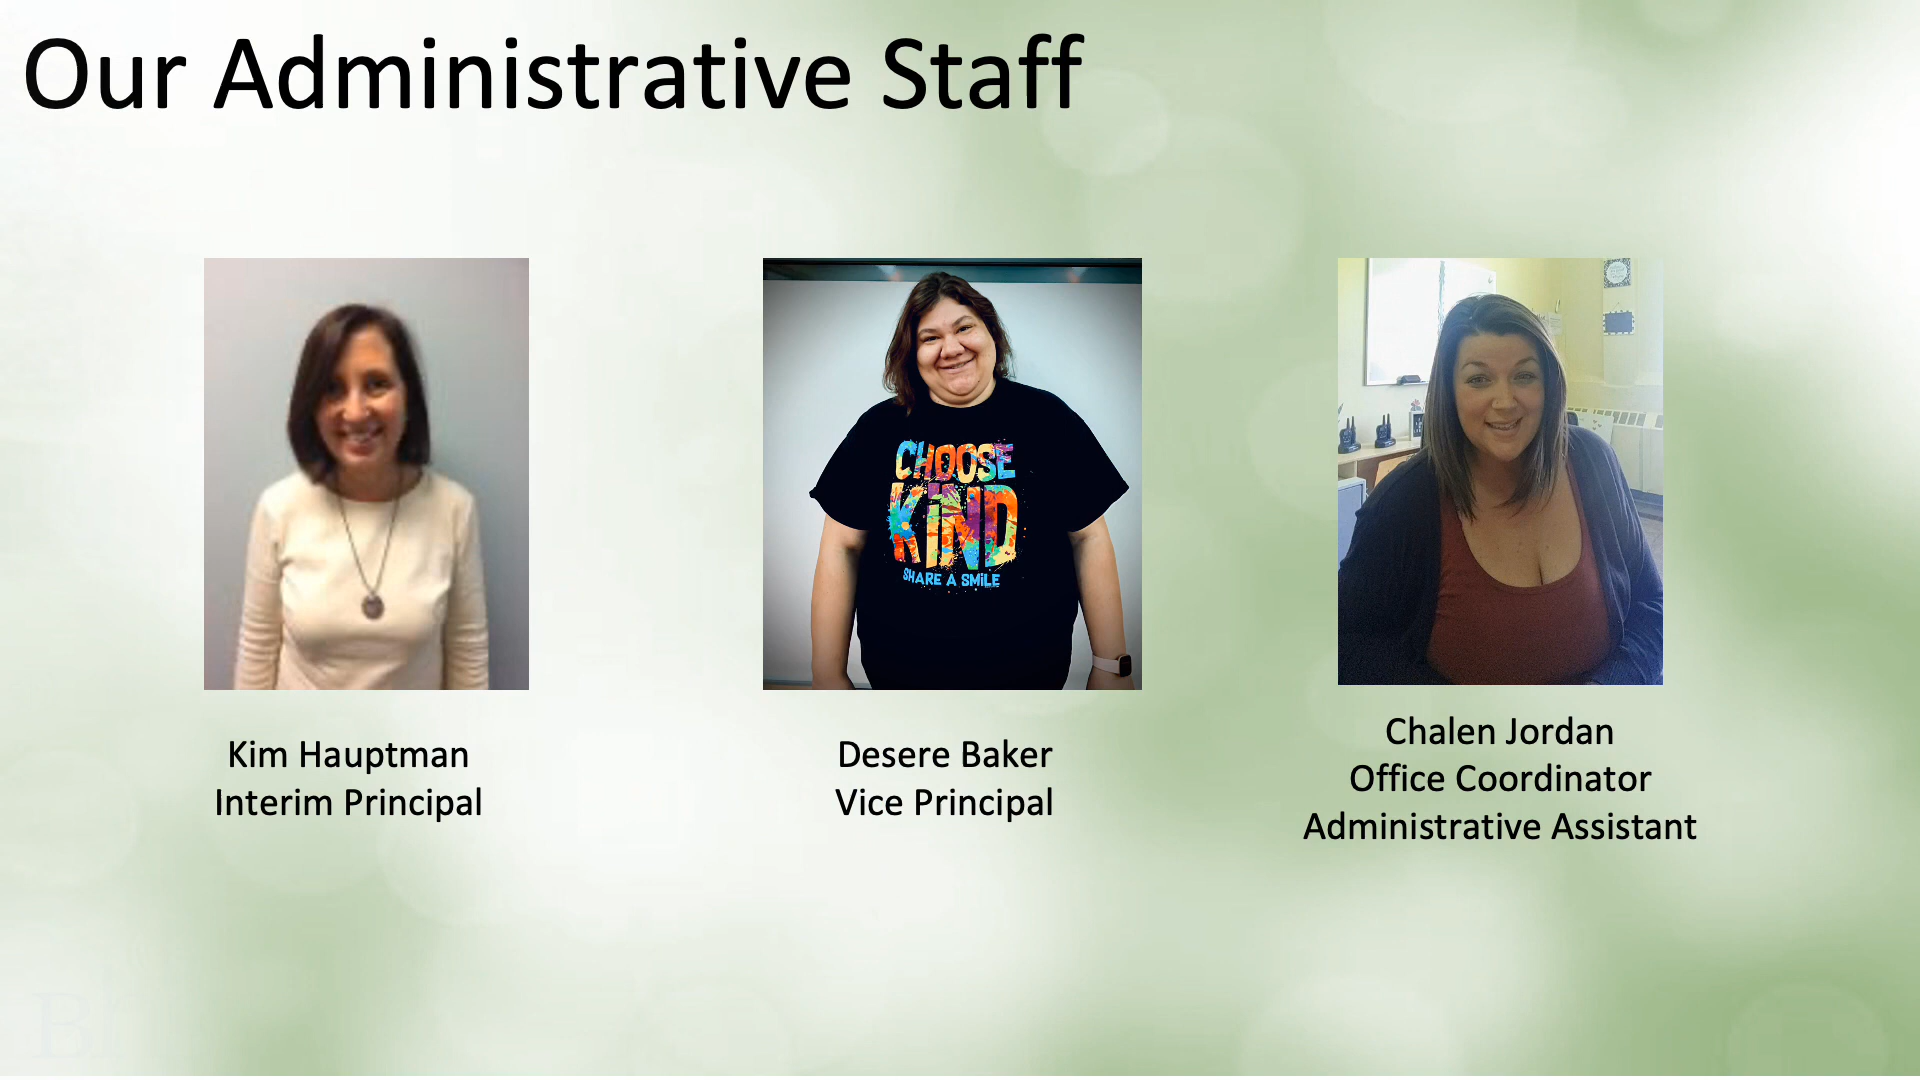 Our Administrative Staff
CHOOSE
KiND
SHARE A SMiLE
Kim Hauptman
Interim Principal
Desere Baker
Vice Principal
Chalen Jordan
Office Coordinator
Administrative Assistant